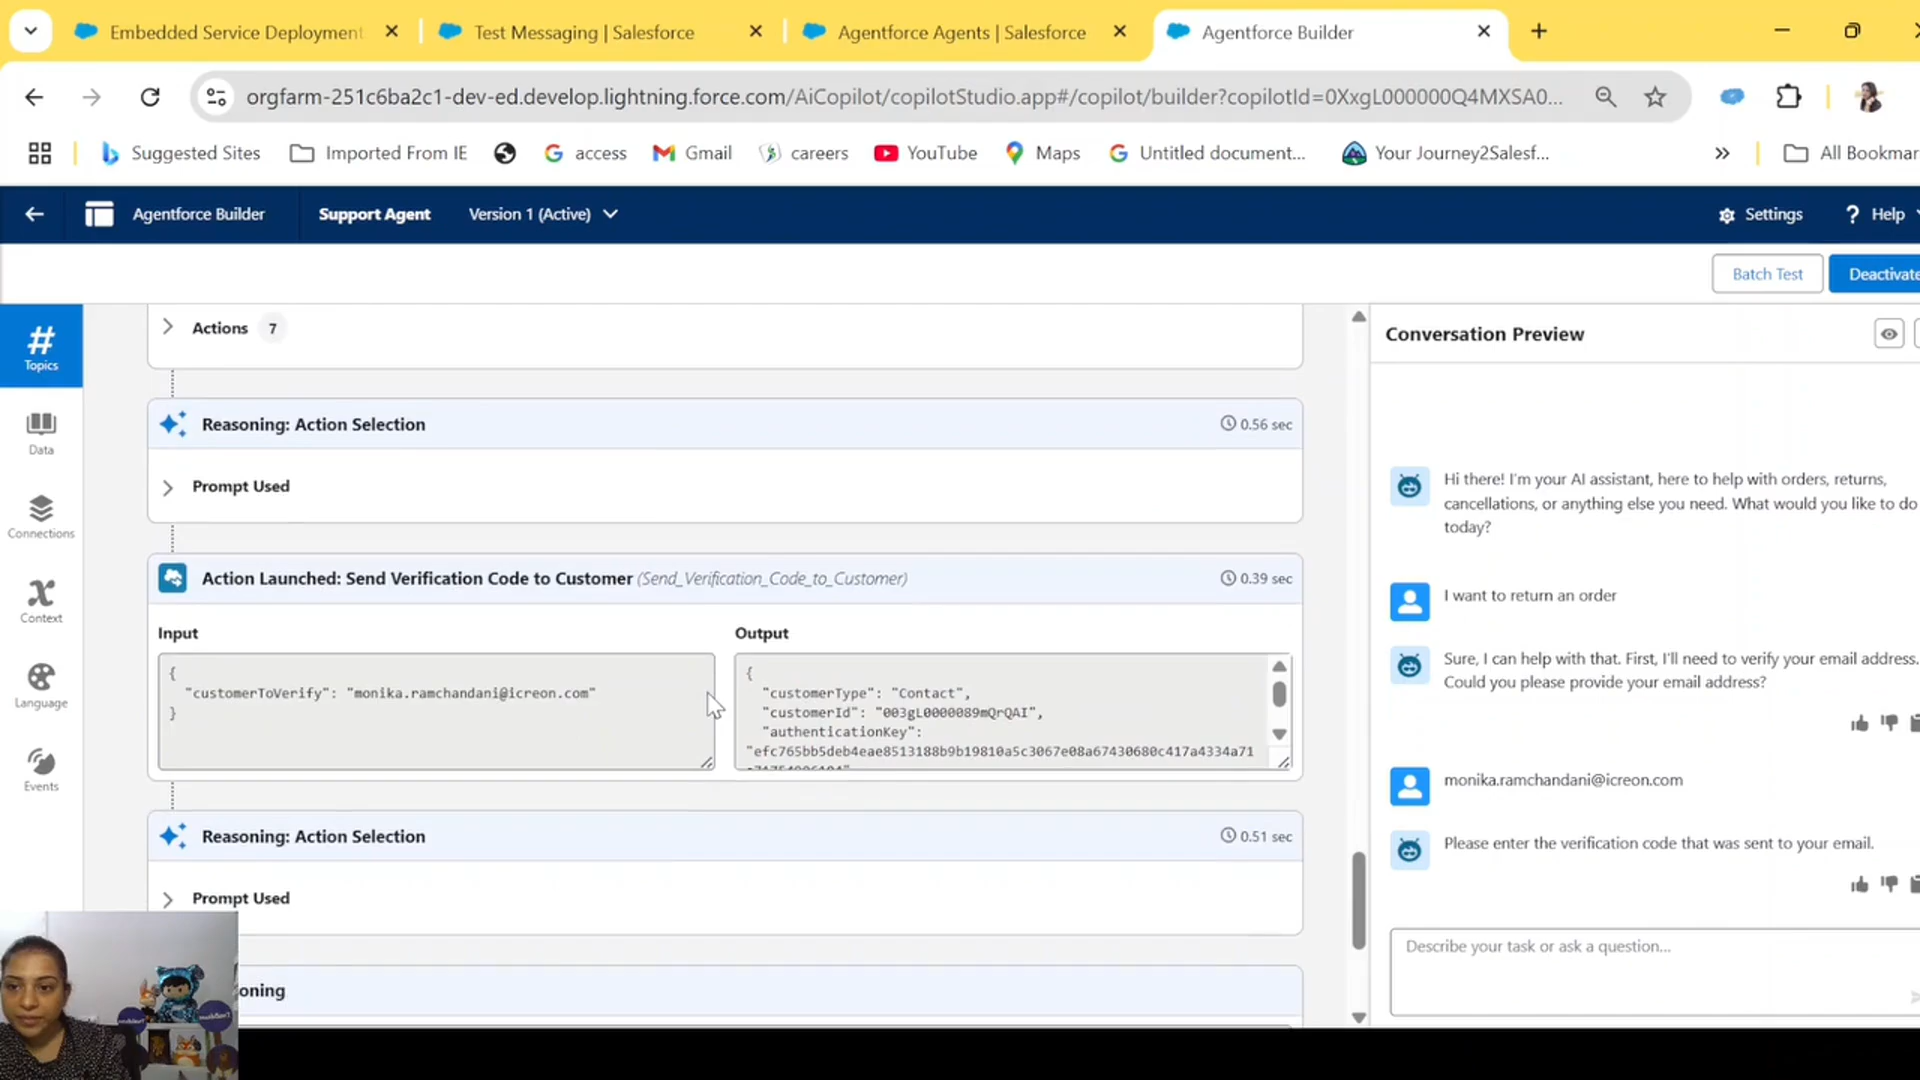 Embedded Service Deployment
Test Messaging | Salesforce
Agentforce Agents | Salesforce
Agentforce Builder
orgfarm-251c6ba2c1-dev-ed.develop.lightning.force.com/AiCopilot/copilotStudio.app#/copilot/builder?copilotId=0XxgL000000Q4MXSA0...
Suggested Sites
Imported From IE
access
Gmail
careers
YouTube
Maps
Untitled document...
Your Journey2Salesf...
All Bookmar
Agentforce Builder
Support Agent
Version 1 (Active)
Settings
? Help
Batch Test
Deactivate
# Topics
Data
Connections
Context
Language
Events
Actions 7
Reasoning: Action Selection
0.56 sec
Prompt Used
Action Launched: Send Verification Code to Customer (Send_Verification_Code_to_Customer)
0.39 sec
Input
{
"customerToVerify": "monika.ramchandani@icreon.com"
}
Output
{
"customerType": "Contact",
"customerId": "003gL0000089mQrQAI",
"authenticationKey":
"efc765bb5deb4eae8513188b9b19810a5c3067e08a67430680c417a4334a71
Reasoning: Action Selection
0.51 sec
Prompt Used
oning
Conversation Preview
Hi there! I'm your AI assistant, here to help with orders, returns,
cancellations, or anything else you need. What would you like to do
today?
I want to return an order
Sure, I can help with that. First, I'll need to verify your email address.
Could you please provide your email address?
monika.ramchandani@icreon.com
Please enter the verification code that was sent to your email.
Describe your task or ask a question...